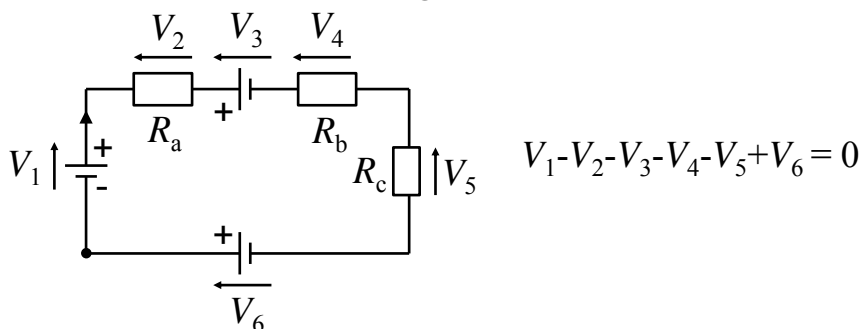 V2 V3 V4
+
Ra Rb
+
V1
-
Rc V5
V1-V2-V3-V4-V5+V6 = 0
+
V6